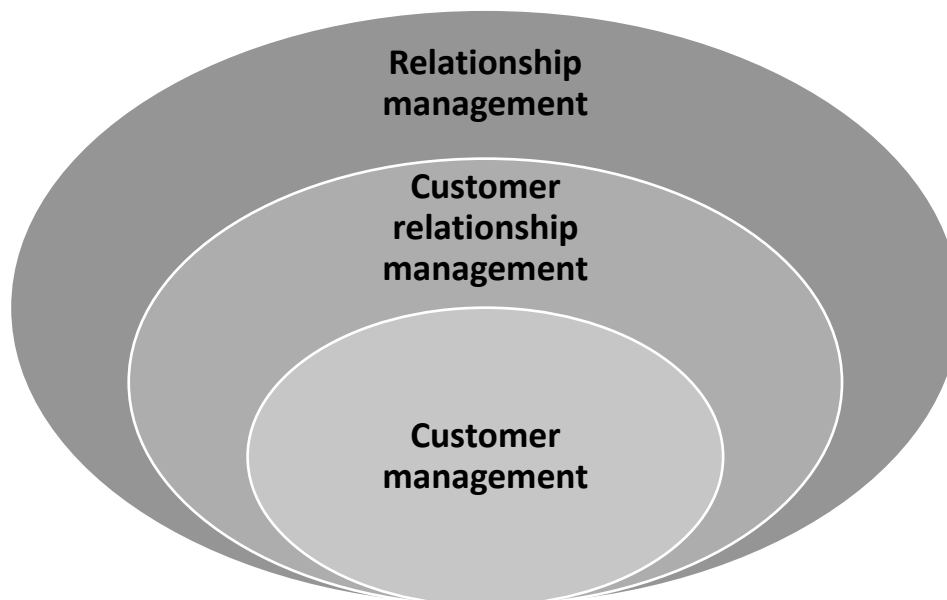 Relationship
management
Customer
relationship
management
Customer
management